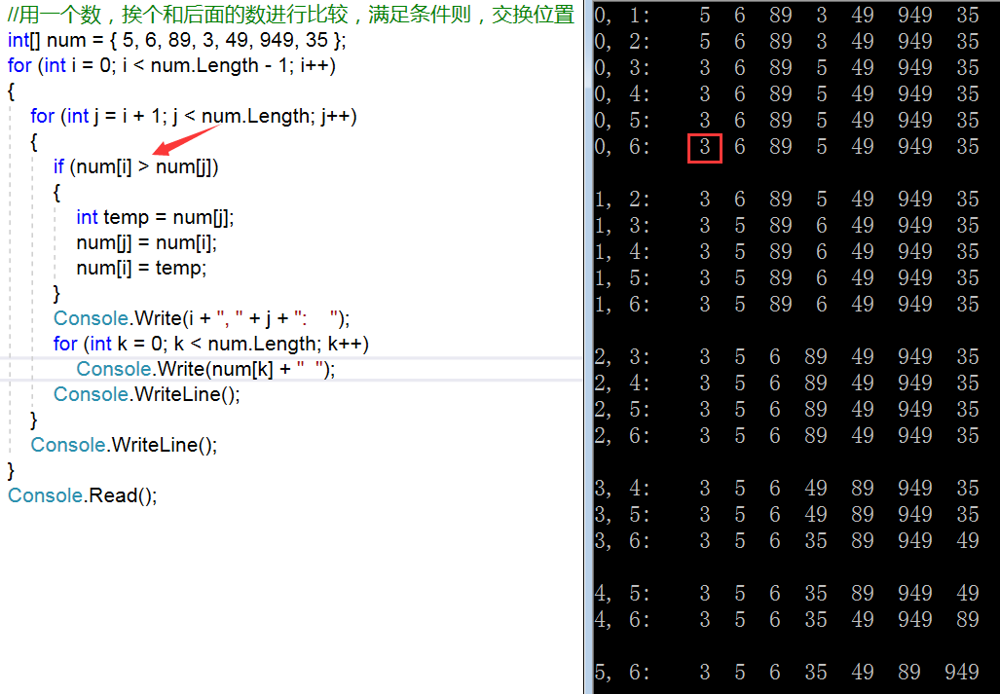 //用一个数，挨个和后面的数进行比较，满足条件则，交换位置
int[] num = { 5, 6, 89, 3, 49, 949, 35 };
for (int i = 0; i < num.Length - 1; i++)
{
for (int j = i + 1; j < num.Length; j++)
{
if (num[i] > num[j])
{
int temp = num[j];
num[j] = num[i];
num[i] = temp;
}
Console.Write(i + ", " + j + ":    ");
for (int k = 0; k < num.Length; k++)
Console.Write(num[k] + "  ");
Console.WriteLine();
}
Console.WriteLine();
}
Console.Read();
0, 1:    5  6  89  3  49  949  35
0, 2:    5  6  89  3  49  949  35
0, 3:    3  6  89  5  49  949  35
0, 4:    3  6  89  5  49  949  35
0, 5:    3  6  89  5  49  949  35
0, 6:    3  6  89  5  49  949  35
1, 2:    3  6  89  5  49  949  35
1, 3:    3  5  89  6  49  949  35
1, 4:    3  5  89  6  49  949  35
1, 5:    3  5  89  6  49  949  35
1, 6:    3  5  89  6  49  949  35
2, 3:    3  5  6  89  49  949  35
2, 4:    3  5  6  89  49  949  35
2, 5:    3  5  6  89  49  949  35
2, 6:    3  5  6  89  49  949  35
3, 4:    3  5  6  49  89  949  35
3, 5:    3  5  6  49  89  949  35
3, 6:    3  5  6  35  89  949  49
4, 5:    3  5  6  35  89  949  49
4, 6:    3  5  6  35  49  949  89
5, 6:    3  5  6  35  49  89  949